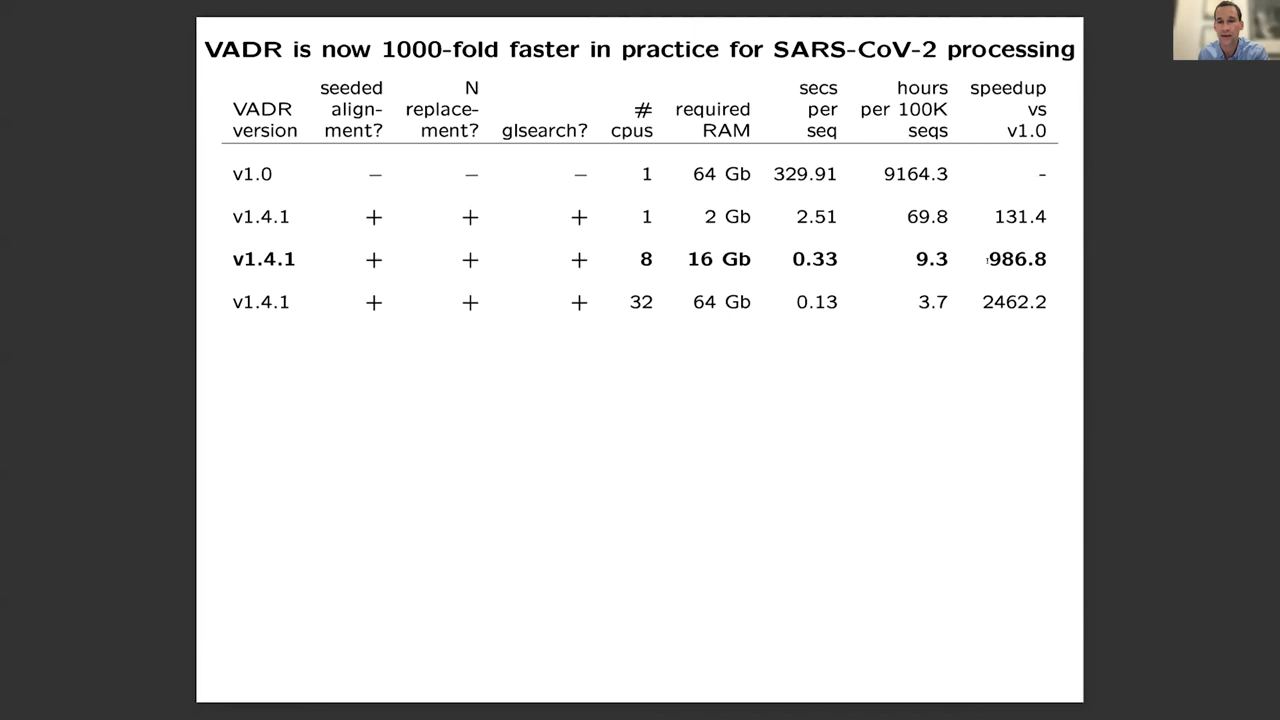 VADR is now 1000-fold faster in practice for SARS-CoV-2 processing
seeded N secs hours speedup
VADR align- replace- # required per per 100K vs
version ment? ment? glsearch? cpus RAM seq seqs v1.0
v1.0 – – – 1 64 Gb 329.91 9164.3 -
v1.4.1 + + + 1 2 Gb 2.51 69.8 131.4
v1.4.1 + + + 8 16 Gb 0.33 9.3 986.8
v1.4.1 + + + 32 64 Gb 0.13 3.7 2462.2